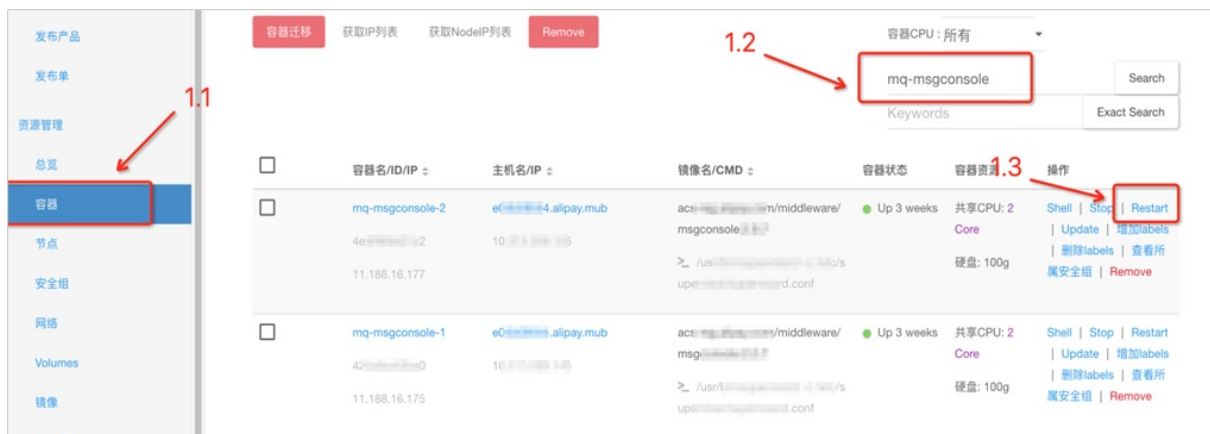 发布产品
发布单
资源管理
总览
容器
节点
安全组
网络
Volumes
镜像
1.1
容器迁移 获取IP列表 获取NodeIP列表 Remove
1.2
容器CPU : 所有
mq-msgconsole Search
Keywords Exact Search
容器名/ID/IP 主机名/IP 镜像名/CMD 容器状态 容器资源 操作
1.3
mq-msgconsole-2 4.alipay.mub /middleware/ Up 3 weeks 共享CPU: 2 Shell | Stop | Restart
msgconsole Core | Update | 增加labels
| 删除labels | 查看所
硬盘: 100g 属安全组 | Remove
11.188.16.177 .conf
mq-msgconsole-1 .alipay.mub /middleware/ Up 3 weeks 共享CPU: 2 Shell | Stop | Restart
Core | Update | 增加labels
| 删除labels | 查看所
硬盘: 100g 属安全组 | Remove
11.188.16.175 .conf